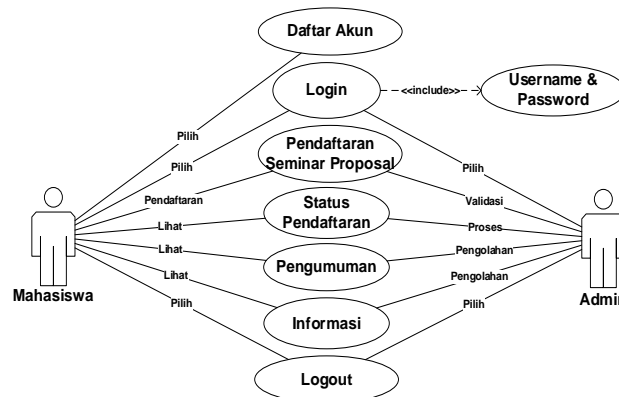 Daftar Akun
Login
<<include>>
Username &
Password
Pilih
Pilih
Pendaftaran
Seminar Proposal
Pilih
Pendaftaran
Validasi
Status
Pendaftaran
Lihat
Proses
Lihat
Pengumuman
Pengolahan
Lihat
Pengolahan
Mahasiswa
Admin
Pilih
Informasi
Pilih
Logout